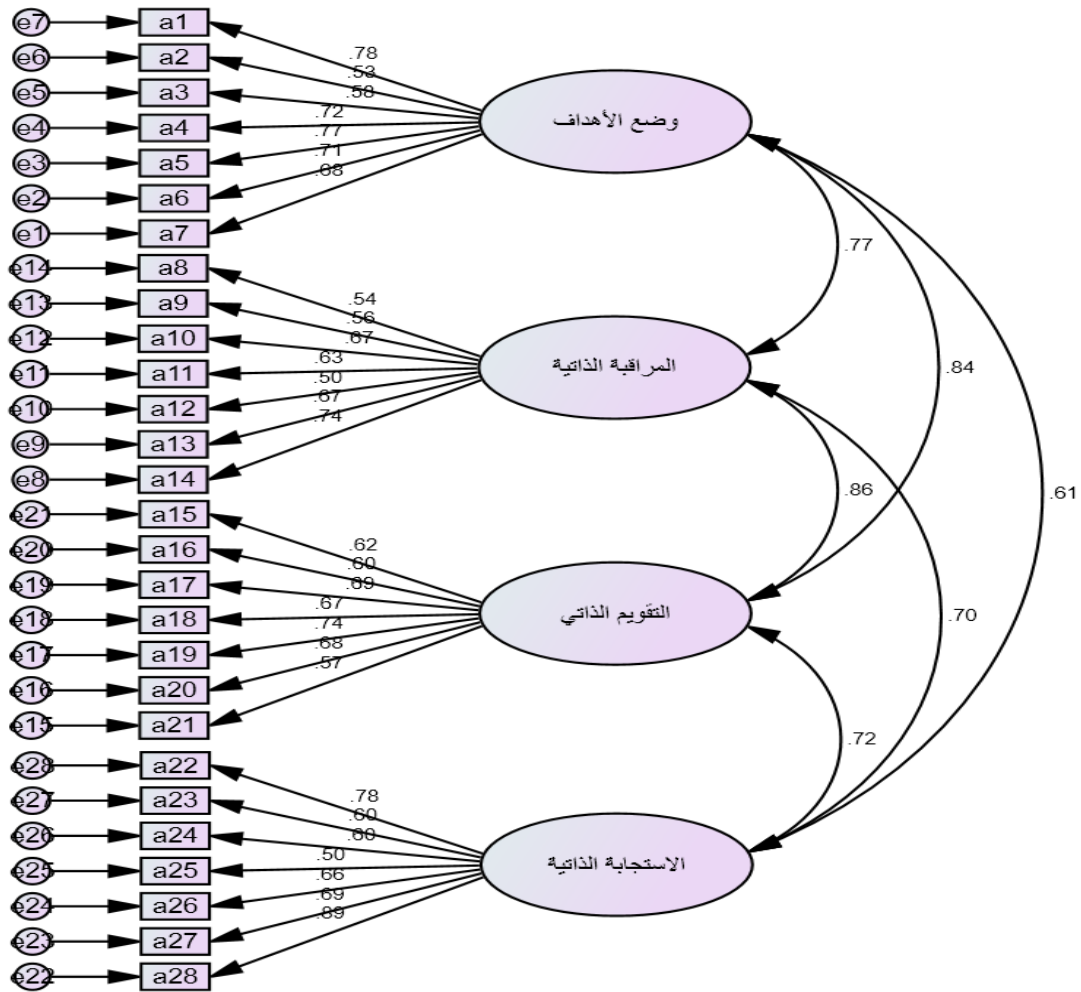 e7 a1
e6 a2
e5 a3
e4 a4
e3 a5
e2 a6
e1 a7
.78
.53
.58
.72
.77
.71
.68
وضع الأهداف
e14 a8
e13 a9
e12 a10
e11 a11
e10 a12
e9 a13
e8 a14
.54
.56
.67
.63
.50
.67
.74
المراقبة الذاتية
e21 a15
e20 a16
e19 a17
e18 a18
e17 a19
e16 a20
e15 a21
.62
.60
.69
.67
.74
.68
.57
التقويم الذاتي
e28 a22
e27 a23
e26 a24
e25 a25
e24 a26
e23 a27
e22 a28
.78
.60
.60
.50
.66
.69
.89
الاستجابة الذاتية
.77
.84
.86
.61
.70
.72